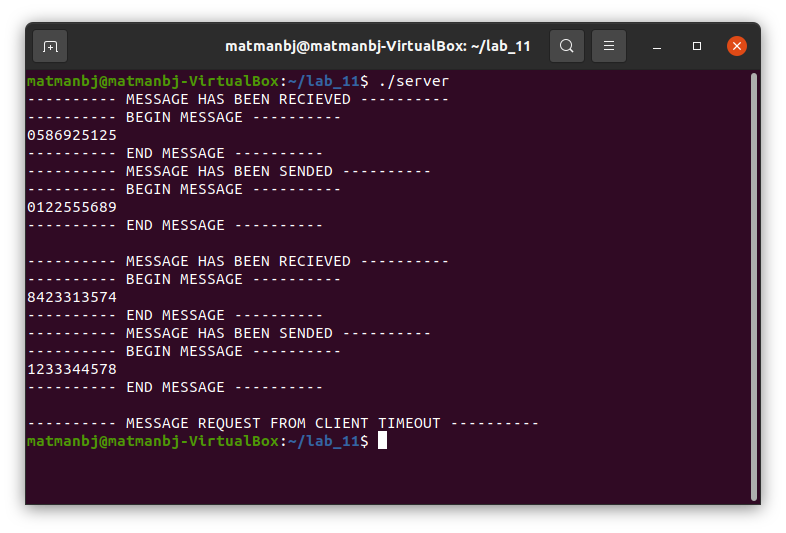 matmanbj@matmanbj-VirtualBox: ~/lab_11
matmanbj@matmanbj-VirtualBox:~/lab_11$ ./server
---------- MESSAGE HAS BEEN RECIEVED ----------
---------- BEGIN MESSAGE ----------
0586925125
---------- END MESSAGE ----------
---------- MESSAGE HAS BEEN SENDED ----------
---------- BEGIN MESSAGE ----------
0122555689
---------- END MESSAGE ----------
---------- MESSAGE HAS BEEN RECIEVED ----------
---------- BEGIN MESSAGE ----------
8423313574
---------- END MESSAGE ----------
---------- MESSAGE HAS BEEN SENDED ----------
---------- BEGIN MESSAGE ----------
1233344578
---------- END MESSAGE ----------
---------- MESSAGE REQUEST FROM CLIENT TIMEOUT ----------
matmanbj@matmanbj-VirtualBox:~/lab_11$